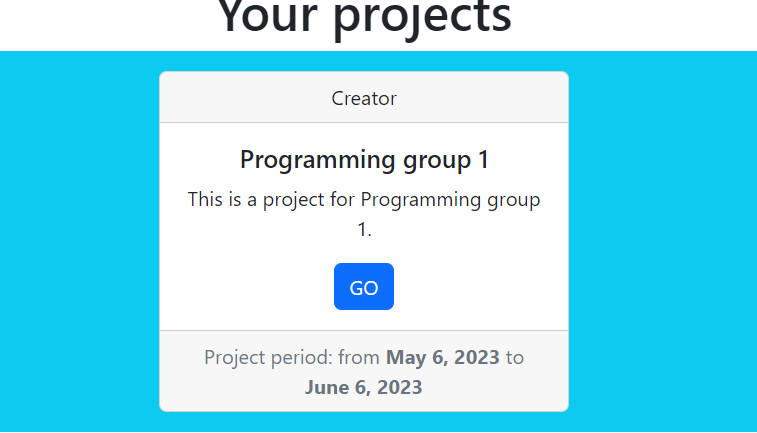 Your projects
Creator
Programming group 1
This is a project for Programming group
1.
GO
Project period: from May 6, 2023 to
June 6, 2023